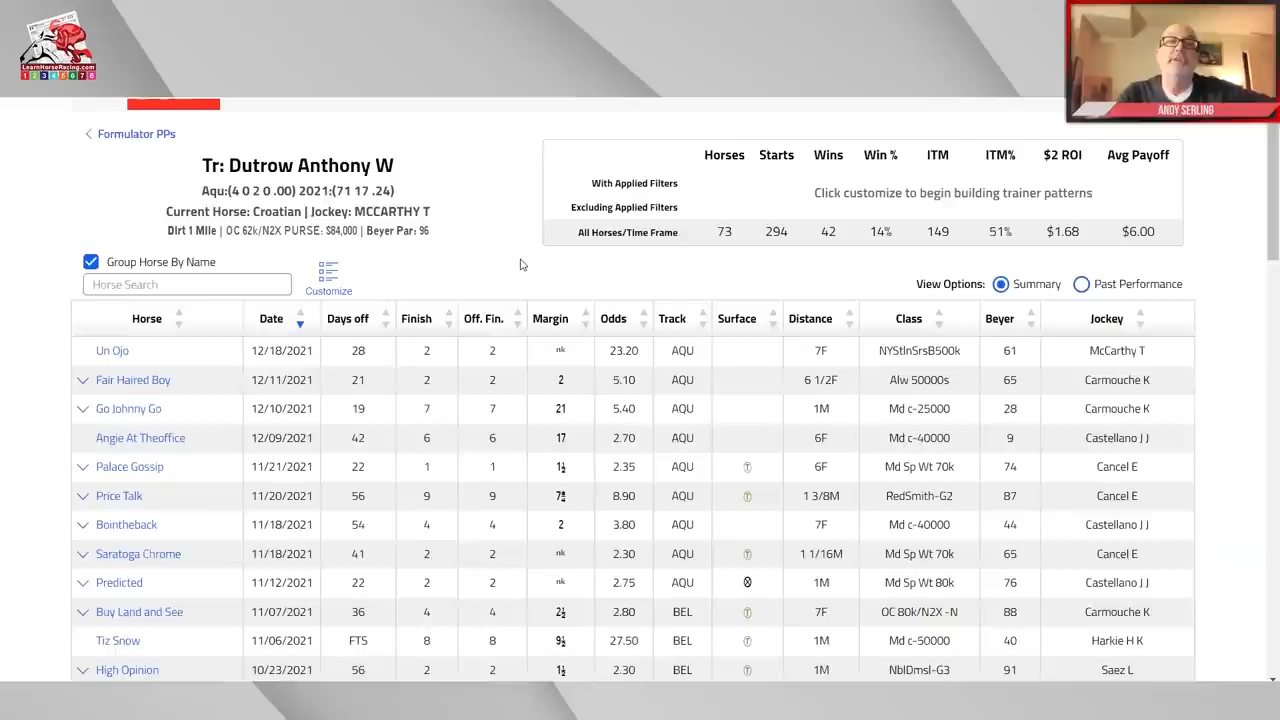 LearnHorseRacing.com
1 2 3 4 5 6 7 8
ANDY SERLING
Formulator PPs
Tr: Dutrow Anthony W
Aqu:(4 0 2 0 .00) 2021:(71 17 .24)
Current Horse: Croatian | Jockey: MCCARTHY T
Dirt 1 Mile | OC 62k/N2X PURSE: $84,000 | Beyer Par: 96
Horses Starts Wins Win % ITM ITM% $2 ROI Avg Payoff
With Applied Filters
Click customize to begin building trainer patterns
Excluding Applied Filters
All Horses/Time Frame 73 294 42 14% 149 51% $1.68 $6.00
Group Horse By Name
Horse Search
Customize
View Options: Summary Past Performance
Horse Date Days off Finish Off. Fin. Margin Odds Track Surface Distance Class Beyer Jockey
Un Ojo 12/18/2021 28 2 2 nk 23.20 AQU 7F NYStlnSrsB500k 61 McCarthy T
Fair Haired Boy 12/11/2021 21 2 2 2 5.10 AQU 6 1/2F Alw 50000s 65 Carmouche K
Go Johnny Go 12/10/2021 19 7 7 21 5.40 AQU 1M Md c-25000 28 Carmouche K
Angie At Theoffice 12/09/2021 42 6 6 17 2.70 AQU 6F Md c-40000 9 Castellano J J
Palace Gossip 11/21/2021 22 1 1 1½ 2.35 AQU Ⓣ 6F Md Sp Wt 70k 74 Cancel E
Price Talk 11/20/2021 56 9 9 7¾ 8.90 AQU Ⓣ 1 3/8M RedSmith-G2 87 Cancel E
Bointheback 11/18/2021 54 4 4 2 3.80 AQU 7F Md c-40000 44 Castellano J J
Saratoga Chrome 11/18/2021 41 2 2 nk 2.30 AQU Ⓣ 1 1/16M Md Sp Wt 70k 65 Cancel E
Predicted 11/12/2021 22 2 2 nk 2.75 AQU ⊗ 1M Md Sp Wt 80k 76 Castellano J J
Buy Land and See 11/07/2021 36 4 4 2½ 2.80 BEL Ⓣ 7F OC 80k/N2X -N 88 Carmouche K
Tiz Snow 11/06/2021 FTS 8 8 9½ 27.50 BEL Ⓣ 1M Md c-50000 40 Harkie H K
High Opinion 10/23/2021 56 2 2 1½ 2.30 BEL Ⓣ 1M NblDmsl-G3 91 Saez L